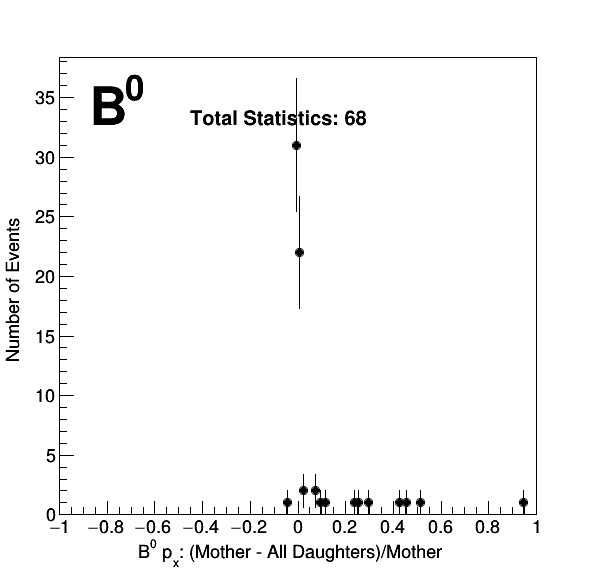 B⁰
Total Statistics: 68
Number of Events
35
30
25
20
15
10
5
0
−1 −0.8 −0.6 −0.4 −0.2 0 0.2 0.4 0.6 0.8 1
B⁰ pₓ: (Mother - All Daughters)/Mother